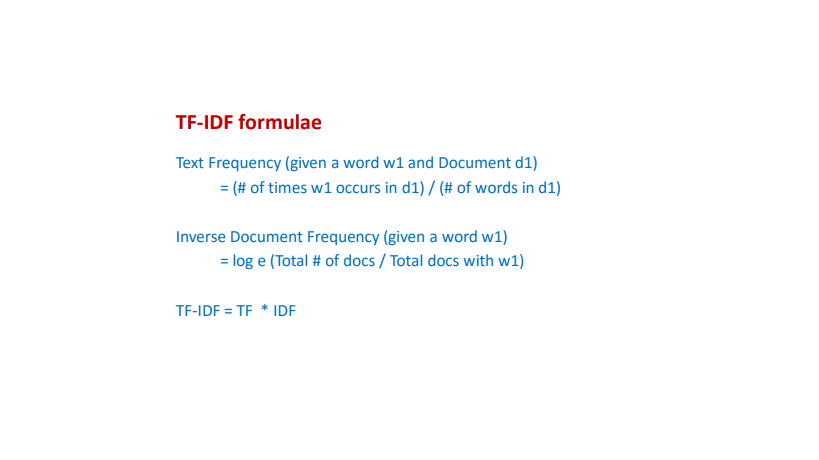 TF-IDF formulae
Text Frequency (given a word w1 and Document d1)
= (# of times w1 occurs in d1) / (# of words in d1)
Inverse Document Frequency (given a word w1)
= log e (Total # of docs / Total docs with w1)
TF-IDF = TF * IDF